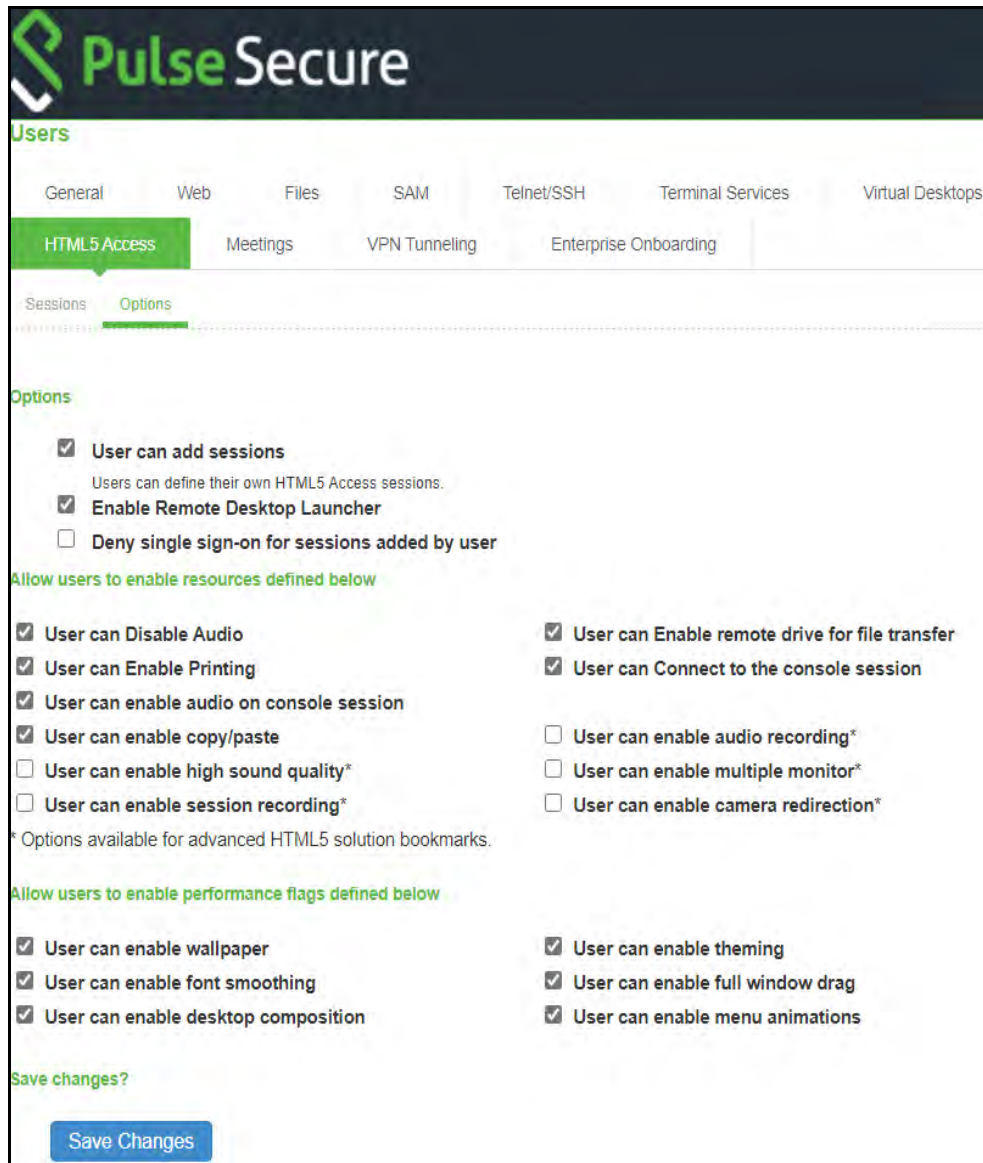 Pulse Secure
Users
General Web Files SAM Telnet/SSH Terminal Services Virtual Desktops
HTML5 Access Meetings VPN Tunneling Enterprise Onboarding
Sessions Options
Options
User can add sessions
Users can define their own HTML5 Access sessions.
Enable Remote Desktop Launcher
Deny single sign-on for sessions added by user
Allow users to enable resources defined below
User can Disable Audio User can Enable remote drive for file transfer
User can Enable Printing User can Connect to the console session
User can enable audio on console session
User can enable copy/paste User can enable audio recording*
User can enable high sound quality* User can enable multiple monitor*
User can enable session recording* User can enable camera redirection*
* Options available for advanced HTML5 solution bookmarks.
Allow users to enable performance flags defined below
User can enable wallpaper User can enable theming
User can enable font smoothing User can enable full window drag
User can enable desktop composition User can enable menu animations
Save changes?
Save Changes